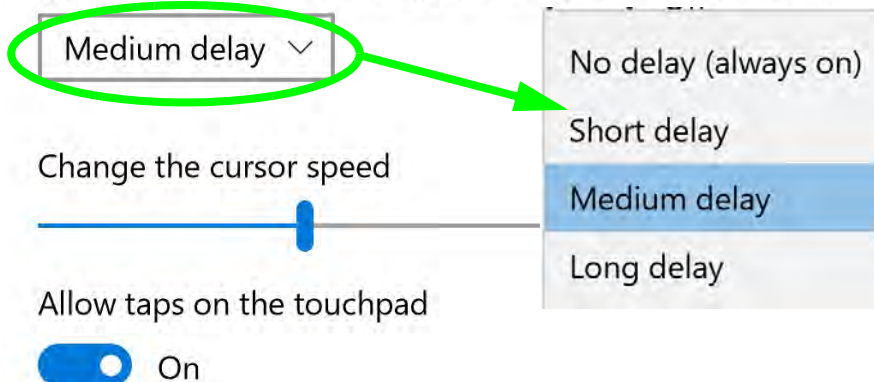 Medium delay
Change the cursor speed
Allow taps on the touchpad
On
No delay (always on)
Short delay
Medium delay
Long delay